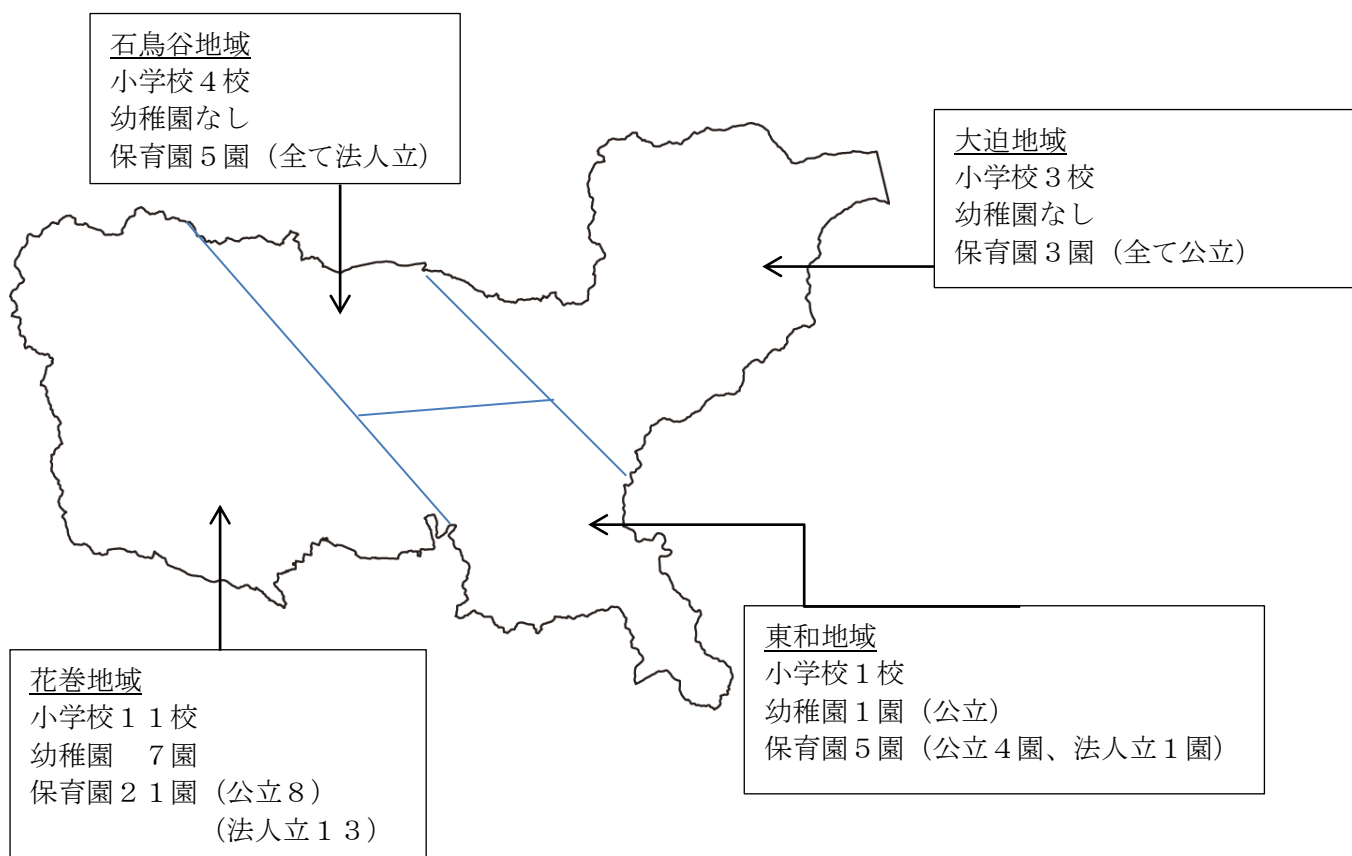 石鳥谷地域
小学校４校
幼稚園なし
保育園５園（全て法人立）
大迫地域
小学校３校
幼稚園なし
保育園３園（全て公立）
東和地域
小学校１校
幼稚園１園（公立）
保育園５園（公立４園、法人立１園）
花巻地域
小学校１１校
幼稚園　７園
保育園２１園（公立８）
（法人立１３）